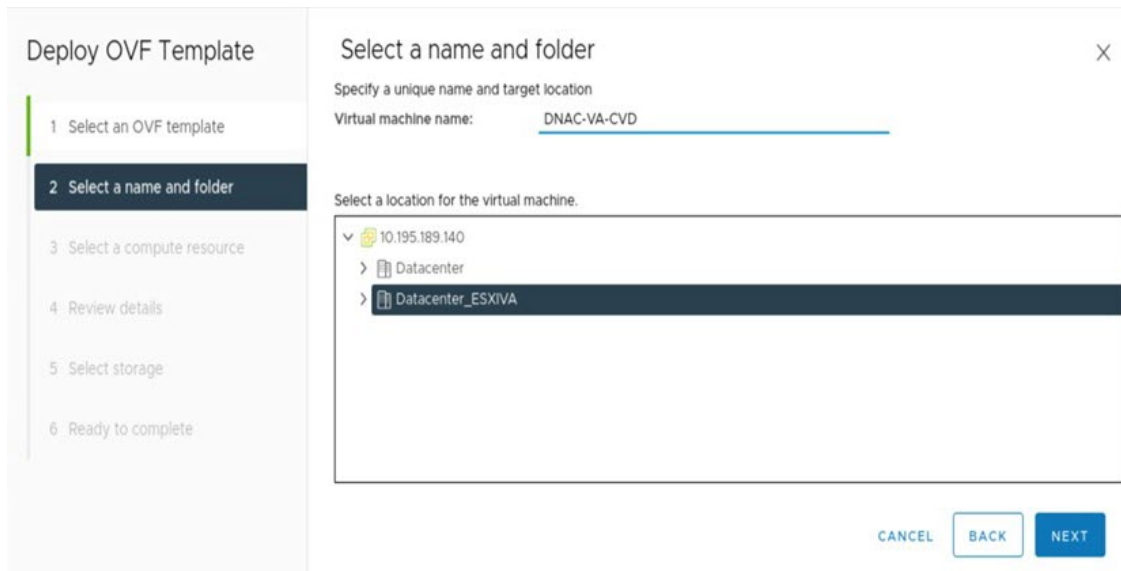 Deploy OVF Template
1 Select an OVF template
2 Select a name and folder
3 Select a compute resource
4 Review details
5 Select storage
6 Ready to complete
Select a name and folder
Specify a unique name and target location
Virtual machine name: DNAC-VA-CVD
Select a location for the virtual machine.
10.195.189.140
Datacenter
Datacenter_ESXIVA
CANCEL BACK NEXT